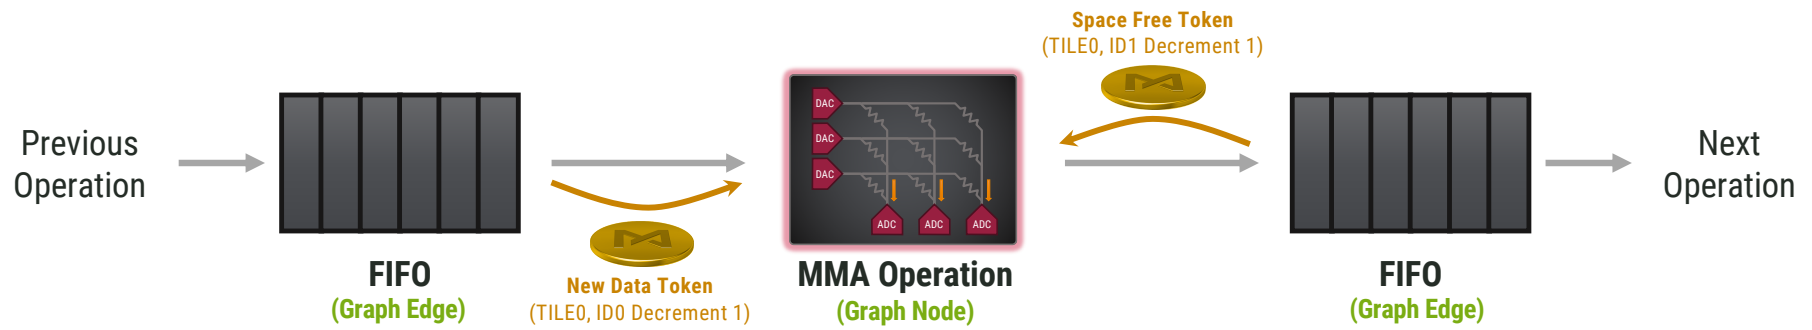 Previous
Operation
FIFO
(Graph Edge)
New Data Token
(TILE0, ID0 Decrement 1)
DAC
DAC
DAC
ADC
ADC
ADC
MMA Operation
(Graph Node)
Space Free Token
(TILE0, ID1 Decrement 1)
FIFO
(Graph Edge)
Next
Operation